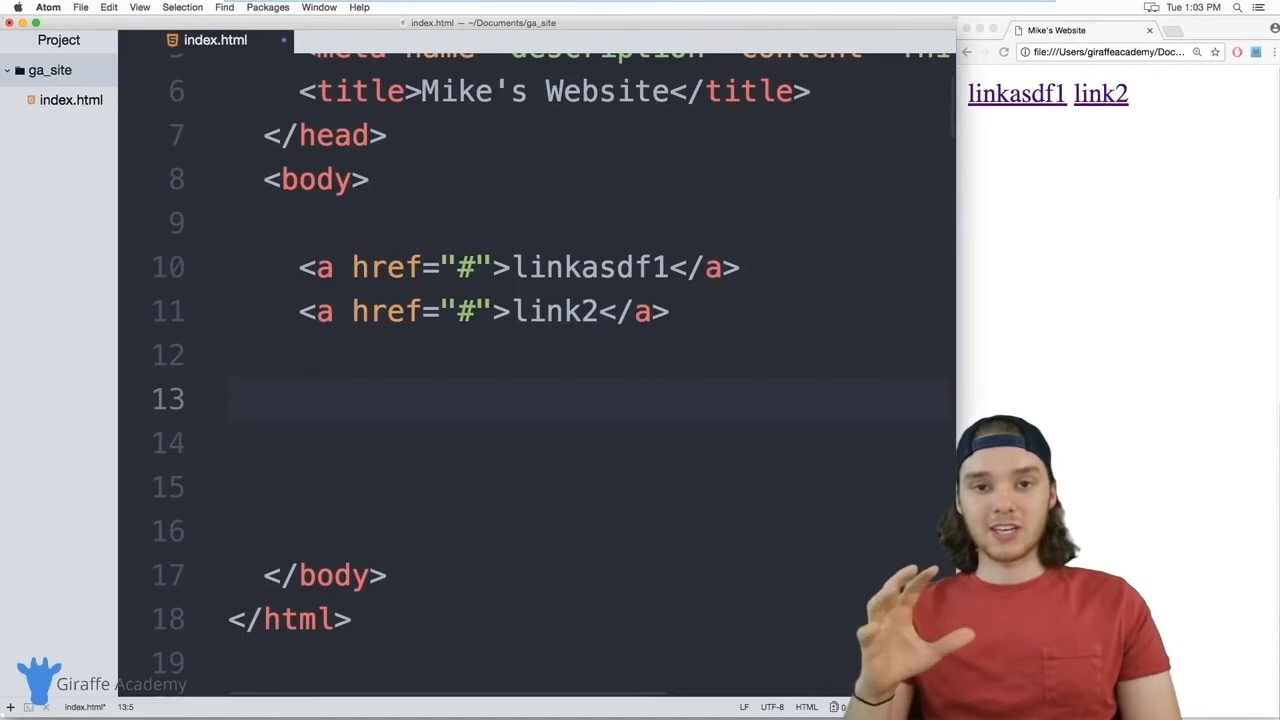 Atom File Edit View Selection Find Packages Window Help Tue 1:03 PM
index.html — ~/Documents/ga_site
Project
index.html
Mike's Website
ga_site
file:///Users/giraffeacademy/Doc...
index.html
linkasdf1 link2
6 <title>Mike's Website</title>
7 </head>
8 <body>
9
10 <a href="#">linkasdf1</a>
11 <a href="#">link2</a>
12
13
14
15
16
17 </body>
18 </html>
19
Giraffe Academy
index.html* 13:5 LF UTF-8 HTML